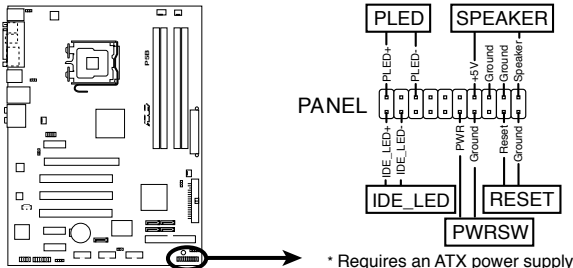 PLED SPEAKER
PLED+
PLED-
+5V
Ground
Ground
Speaker
PANEL
IDE_LED+
IDE_LED-
PWR
Ground
Reset
Ground
IDE_LED
RESET
PWRSW
* Requires an ATX power supply
P5B